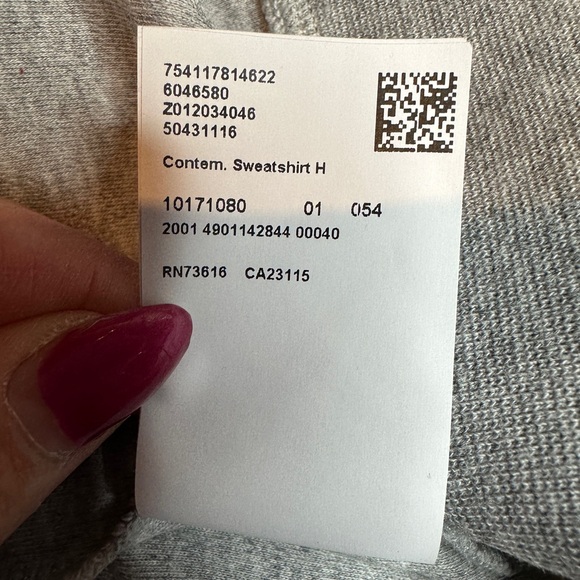 754117814622
6046580
Z012034046
50431116
Contem. Sweatshirt H
10171080 01 054
2001 4901142844 00040
RN73616 CA23115